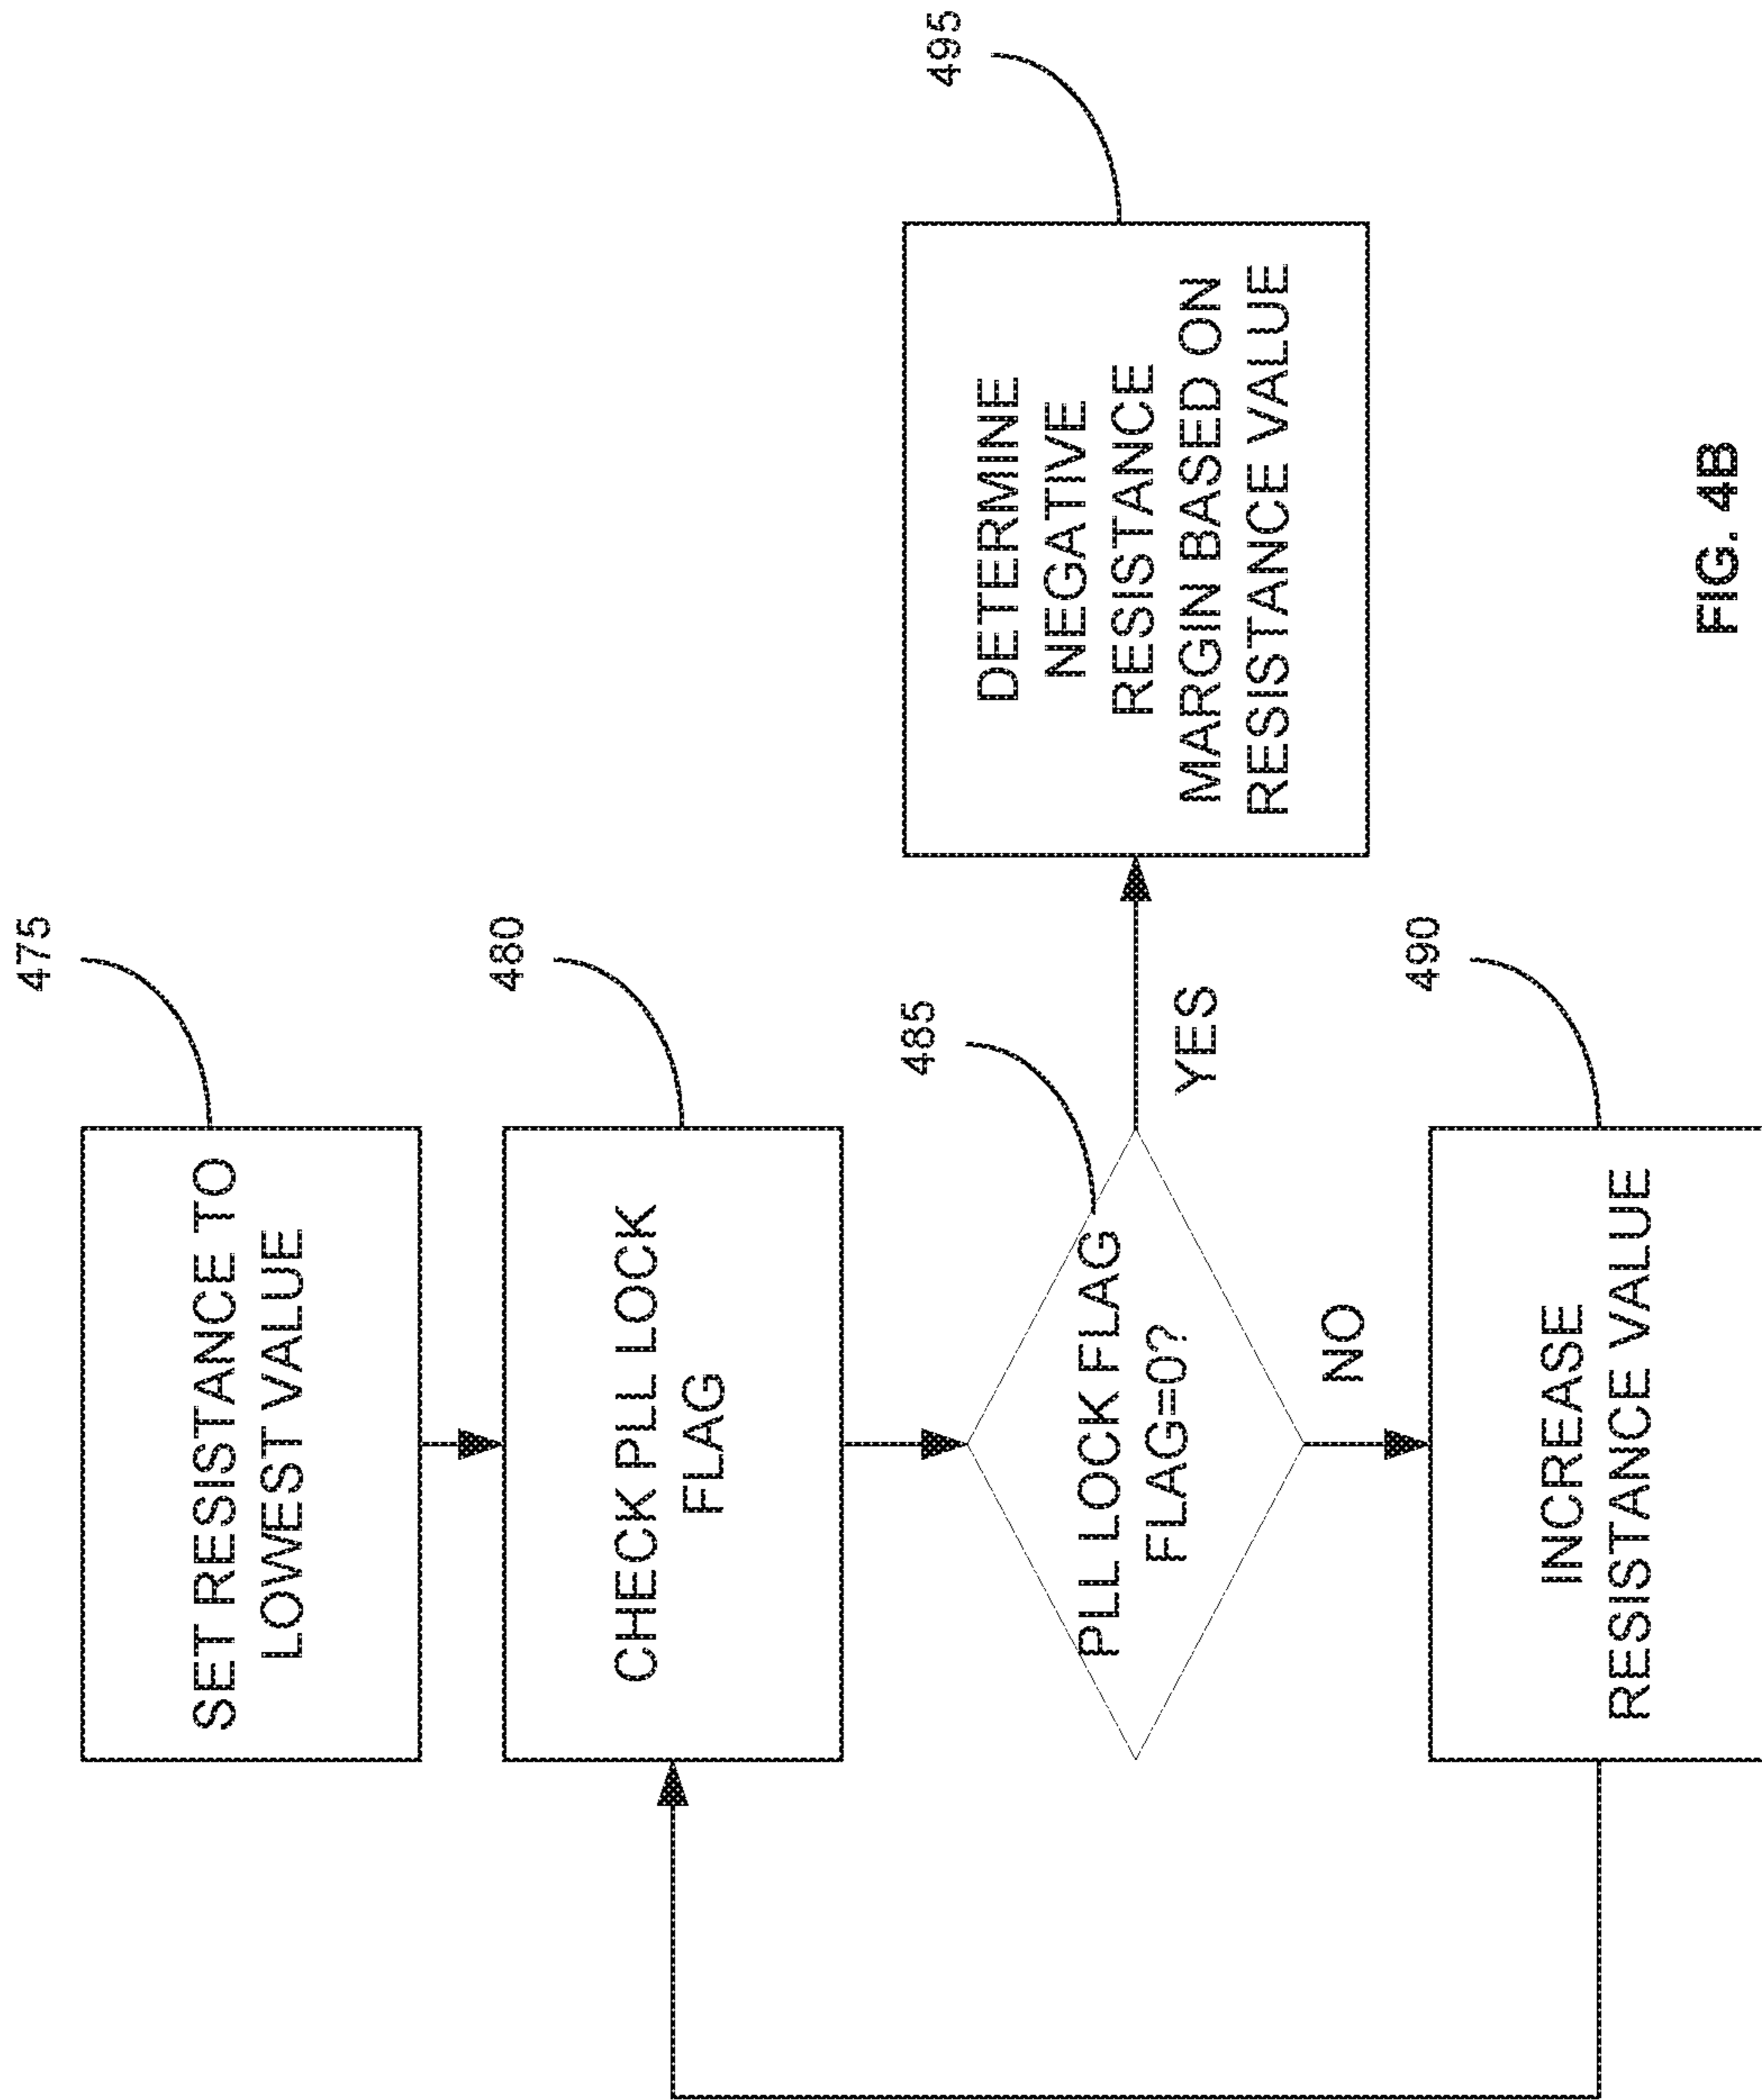 475
SET RESISTANCE TO
LOWEST VALUE
480
CHECK PLL LOCK
FLAG
485
PLL LOCK FLAG
FLAG=0?
YES
495
DETERMINE
NEGATIVE
RESISTANCE
MARGIN BASED ON
RESISTANCE VALUE
NO
490
INCREASE
RESISTANCE VALUE
FIG. 4B